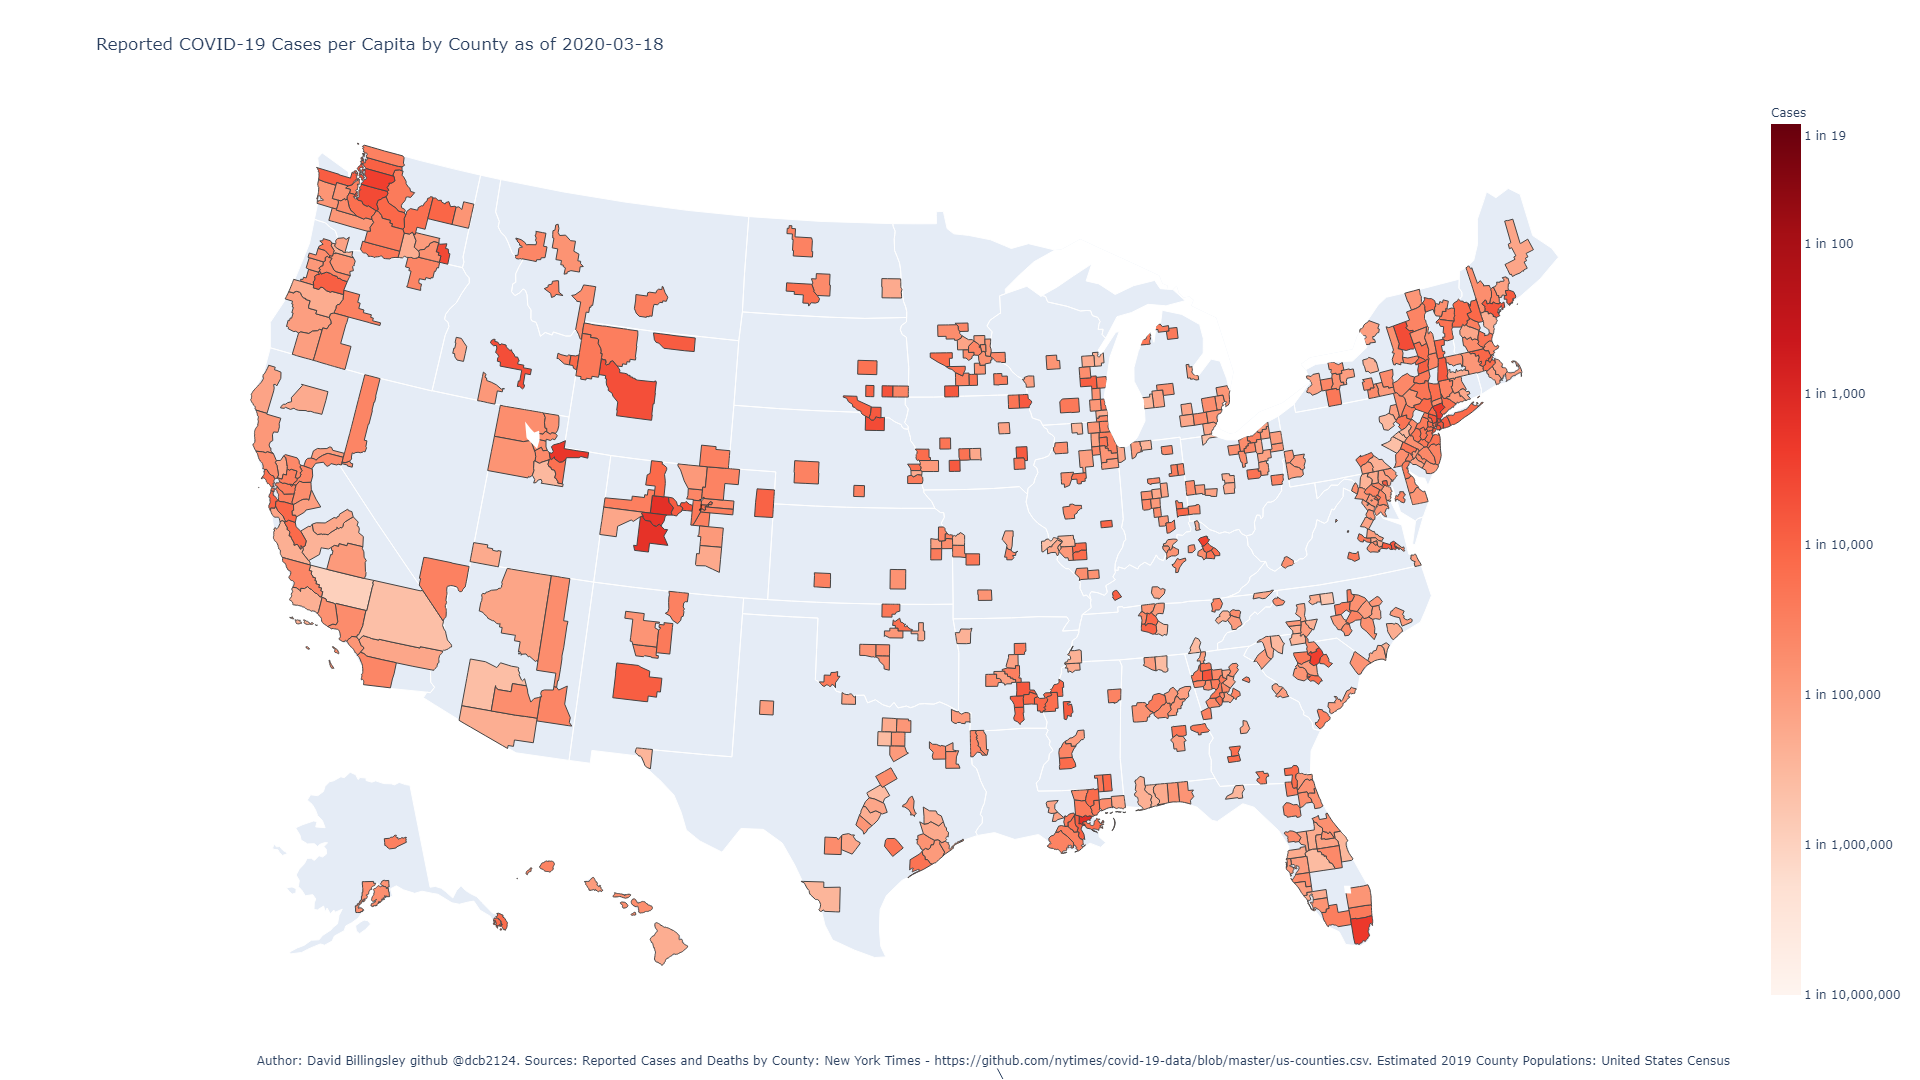 Reported COVID-19 Cases per Capita by County as of 2020-03-18
Cases
1 in 19
1 in 100
1 in 1,000
1 in 10,000
1 in 100,000
1 in 1,000,000
1 in 10,000,000
Author: David Billingsley github @dcb2124. Sources: Reported Cases and Deaths by County: New York Times - https://github.com/nytimes/covid-19-data/blob/master/us-counties.csv. Estimated 2019 County Populations: United States Census